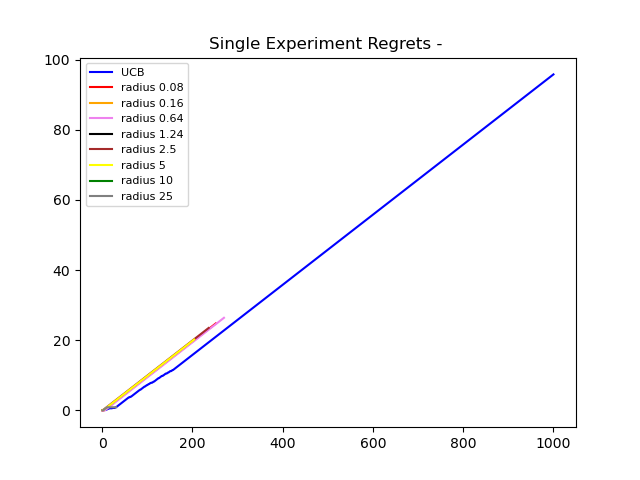 Single Experiment Regrets -
100
80
60
40
20
0
UCB
radius 0.08
radius 0.16
radius 0.64
radius 1.24
radius 2.5
radius 5
radius 10
radius 25
0 200 400 600 800 1000